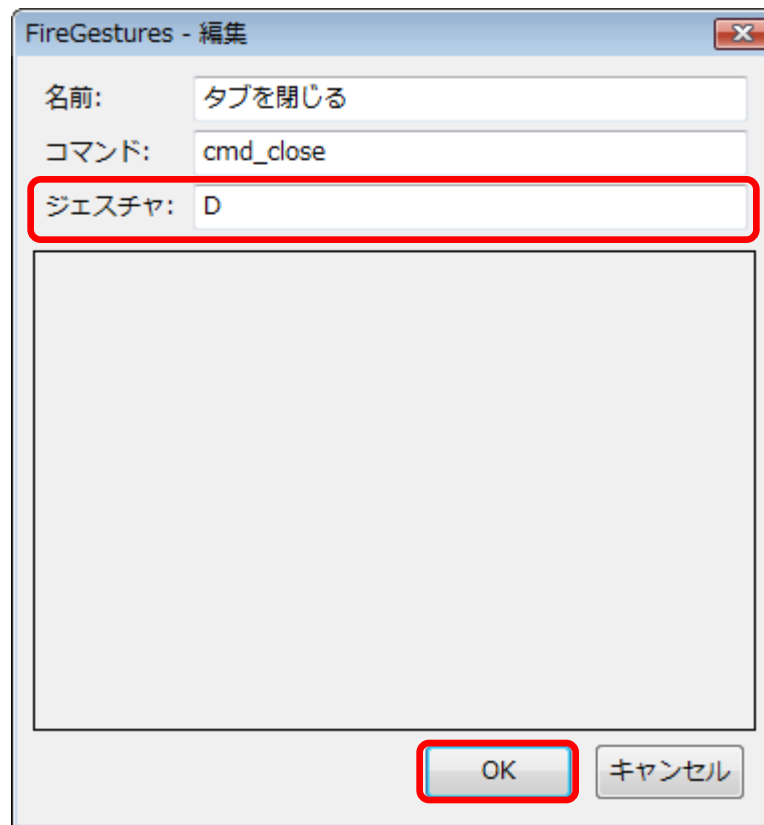 FireGestures - 編集
名前: タブを閉じる
コマンド: cmd_close
ジェスチャ: D
OK キャンセル